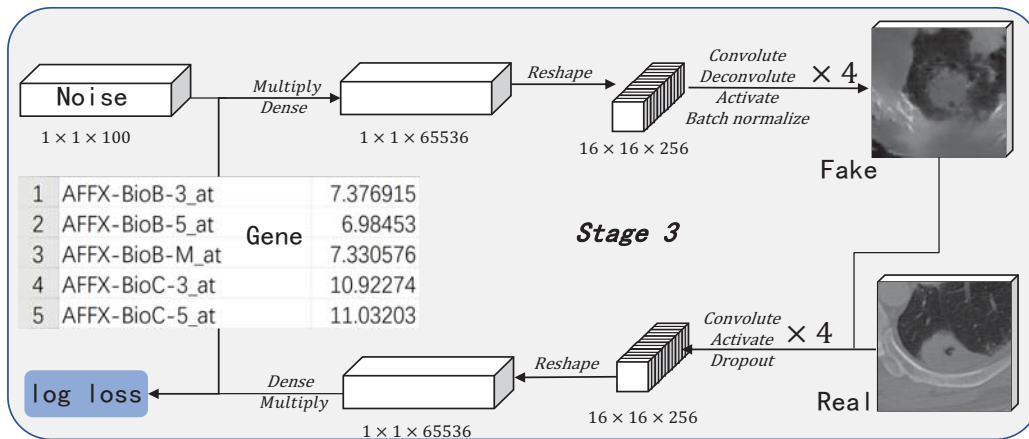 Noise
1 × 1 × 100
Multiply
Dense
1 × 1 × 65536
Reshape
16 × 16 × 256
Convolute
Deconvolute
Activate
Batch normalize
× 4
Fake
1 AFFX-BioB-3_at 7.376915
2 AFFX-BioB-5_at 6.98453
3 AFFX-BioB-M_at 7.330576
4 AFFX-BioC-3_at 10.92274
5 AFFX-BioC-5_at 11.03203
Gene
Stage 3
Convolute
Activate
Dropout
× 4
Real
16 × 16 × 256
Reshape
1 × 1 × 65536
Dense
Multiply
log loss